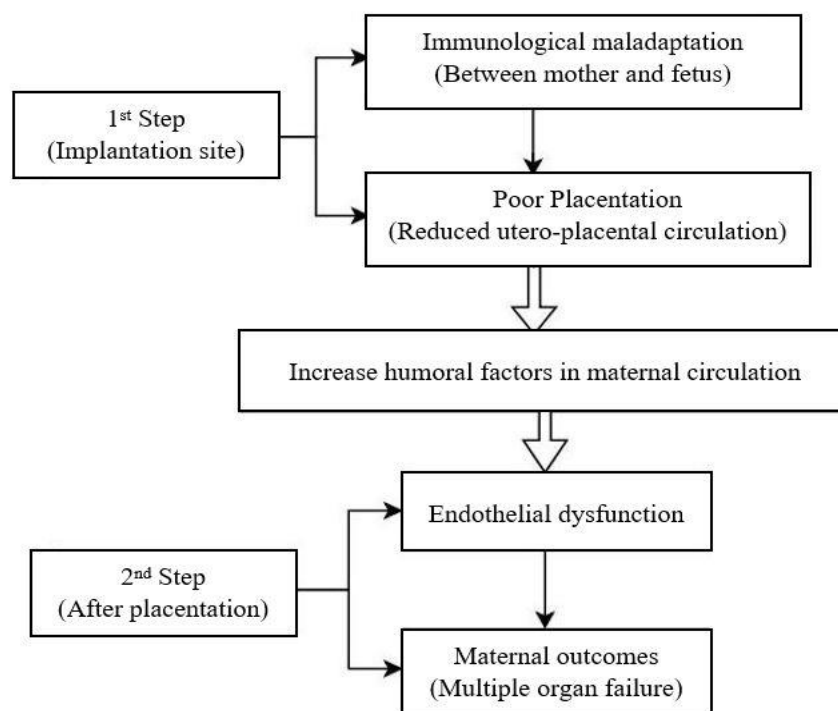 Immunological maladaptation
(Between mother and fetus)
1st Step
(Implantation site)
Poor Placentation
(Reduced utero-placental circulation)
Increase humoral factors in maternal circulation
Endothelial dysfunction
2nd Step
(After placentation)
Maternal outcomes
(Multiple organ failure)